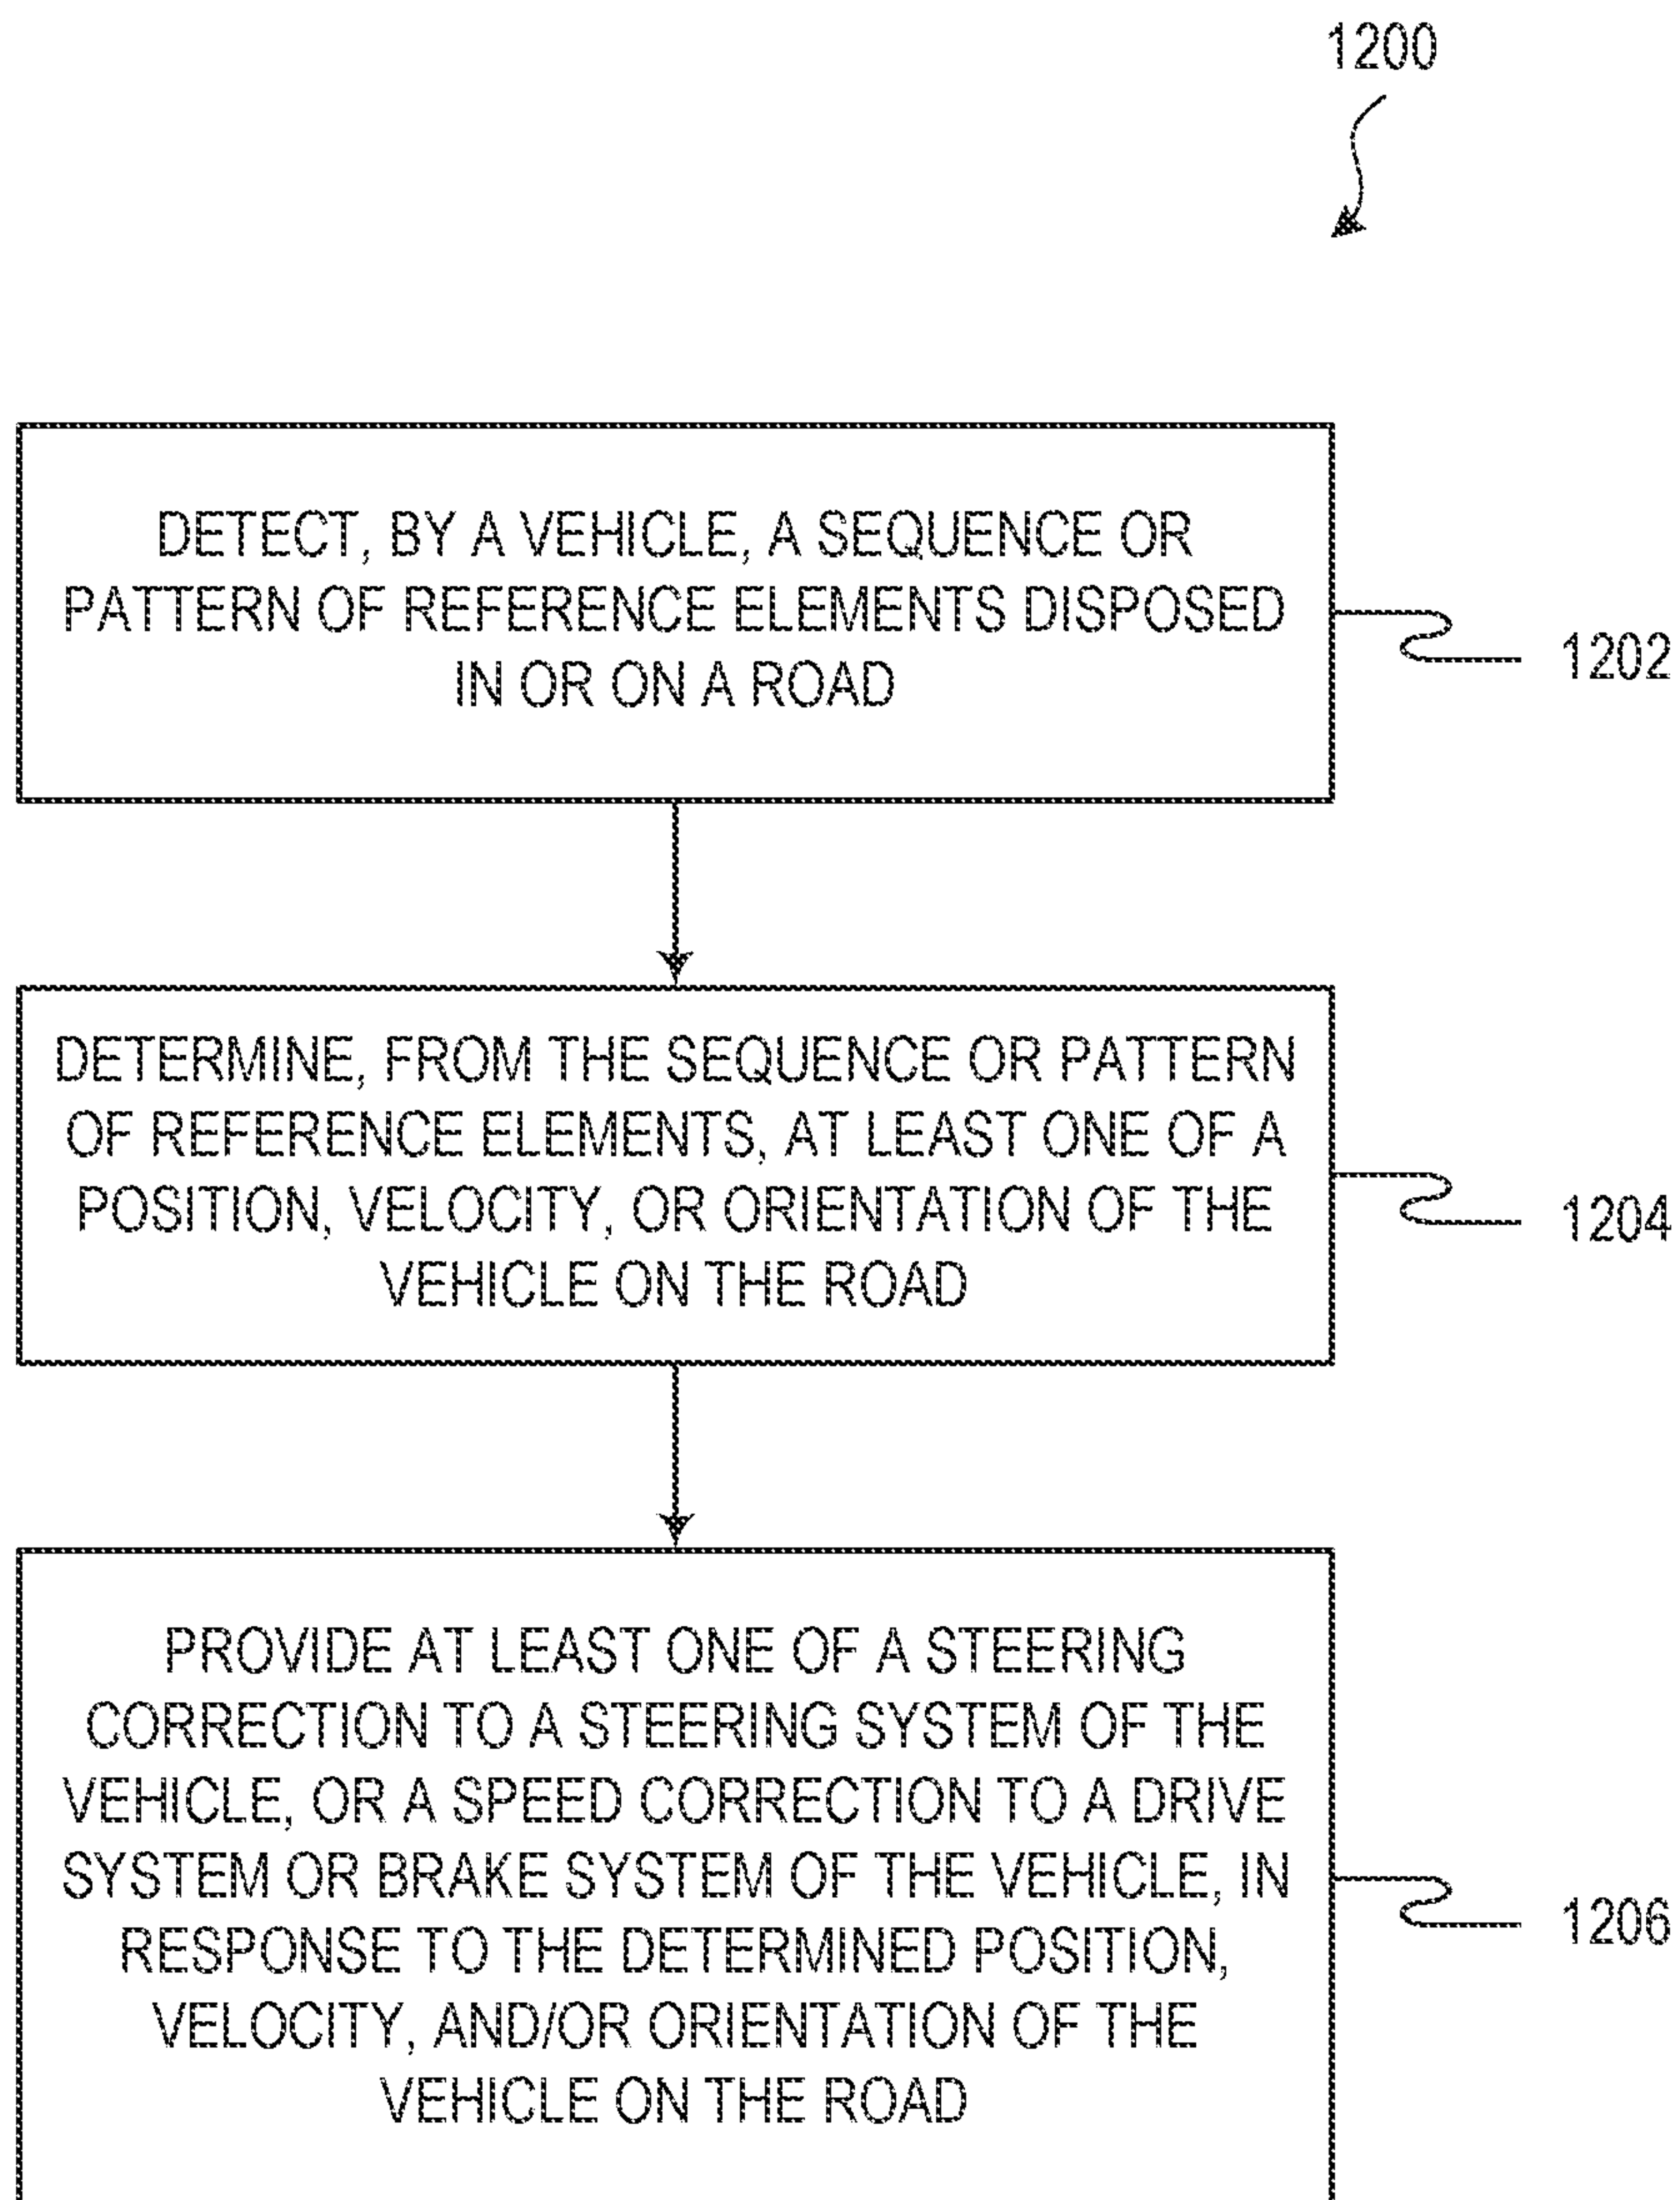 1200
DETECT, BY A VEHICLE, A SEQUENCE OR
PATTERN OF REFERENCE ELEMENTS DISPOSED
IN OR ON A ROAD
1202
DETERMINE, FROM THE SEQUENCE OR PATTERN
OF REFERENCE ELEMENTS, AT LEAST ONE OF A
POSITION, VELOCITY, OR ORIENTATION OF THE
VEHICLE ON THE ROAD
1204
PROVIDE AT LEAST ONE OF A STEERING
CORRECTION TO A STEERING SYSTEM OF THE
VEHICLE, OR A SPEED CORRECTION TO A DRIVE
SYSTEM OR BRAKE SYSTEM OF THE VEHICLE, IN
RESPONSE TO THE DETERMINED POSITION,
VELOCITY, AND/OR ORIENTATION OF THE
VEHICLE ON THE ROAD
1206